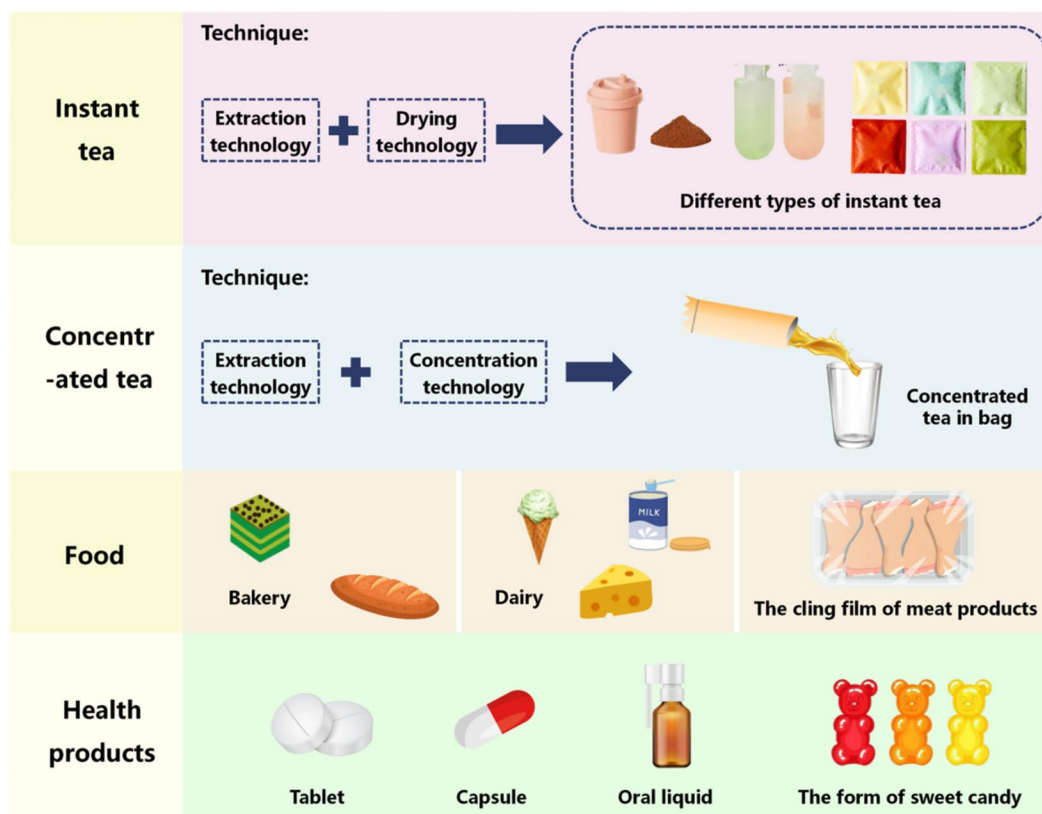 Technique:
Instant
tea
Extraction
technology
Drying
technology
Different types of instant tea
Technique:
Concentr
-ated tea
Extraction
technology
Concentration
technology
Concentrated
tea in bag
Food
MILK
Bakery
Dairy
The cling film of meat products
Health
products
Tablet
Capsule
Oral liquid
The form of sweet candy